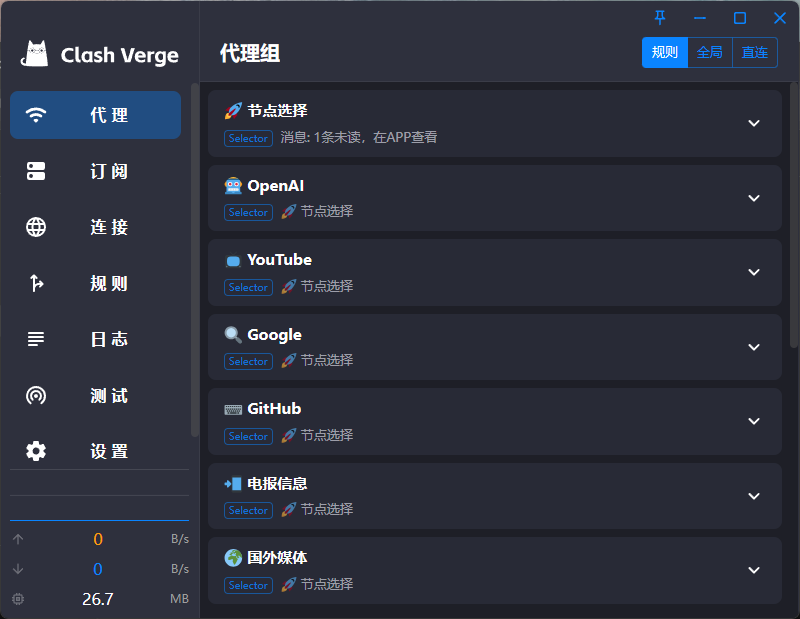 Clash Verge
代理组
规则 全局 直连
代理
订阅
连接
规则
日志
测试
设置
0 B/s
0 B/s
26.7 MB
节点选择
Selector 消息: 1条未读，在APP查看
OpenAI
Selector 节点选择
YouTube
Selector 节点选择
Google
Selector 节点选择
GitHub
Selector 节点选择
电报信息
Selector 节点选择
国外媒体
Selector 节点选择